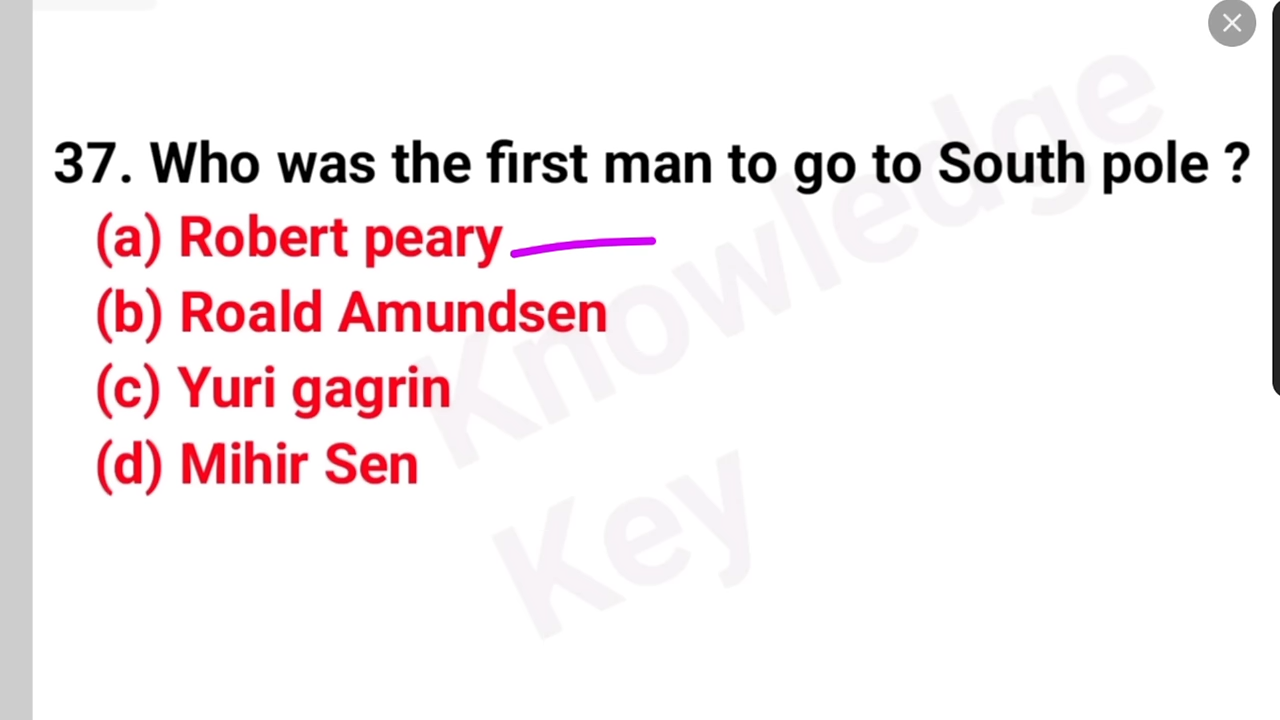 37. Who was the first man to go to South pole ?
(a) Robert peary
(b) Roald Amundsen
(c) Yuri gagrin
(d) Mihir Sen
Knowledge
Key